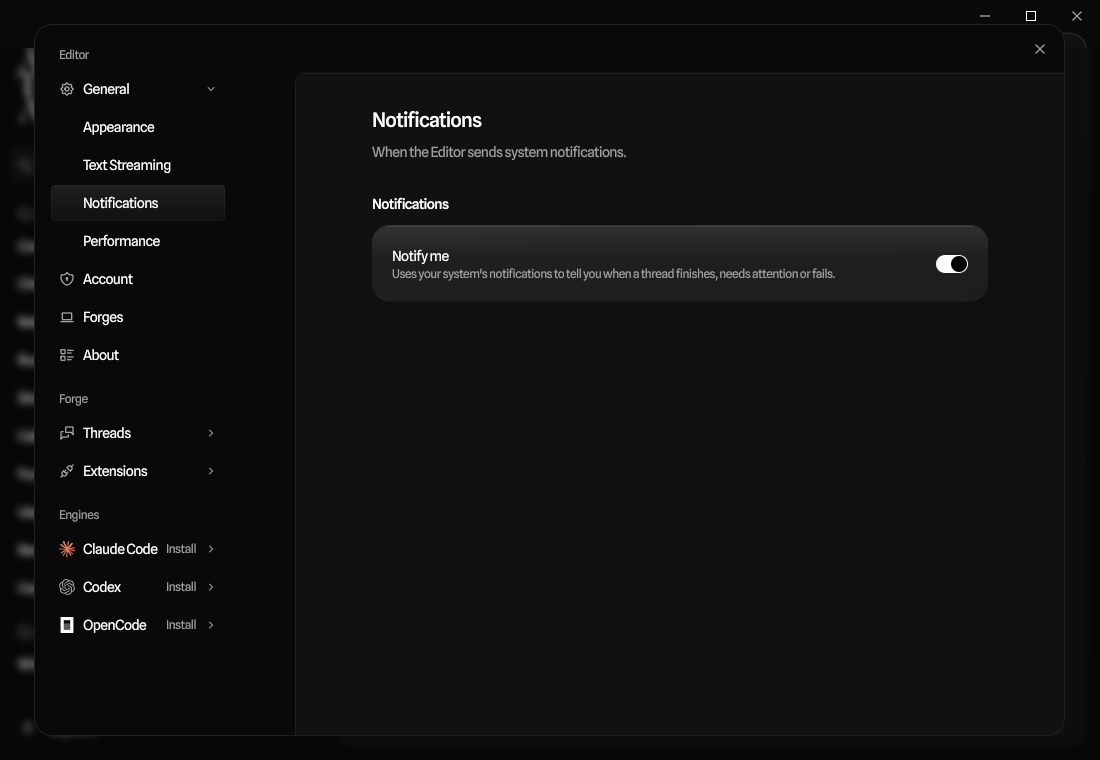 Editor
General
Appearance
Text Streaming
Notifications
Performance
Account
Forges
About
Forge
Threads
Extensions
Engines
Claude Code Install
Codex Install
OpenCode Install
Notifications
When the Editor sends system notifications.
Notifications
Notify me
Uses your system's notifications to tell you when a thread finishes, needs attention or fails.